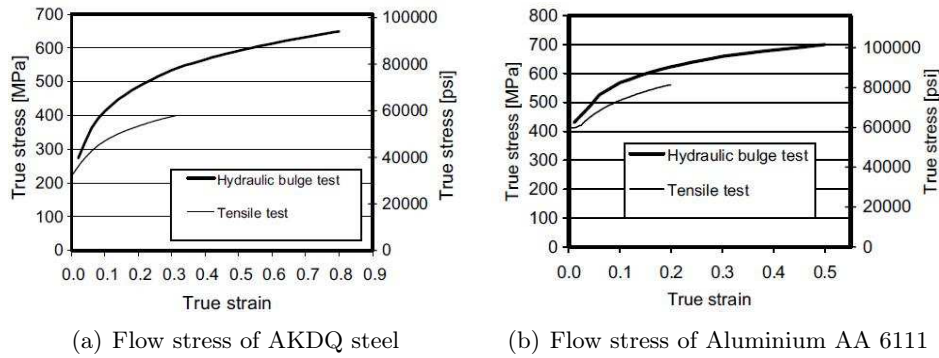 700
600
500
400
300
200
100
0
True stress [MPa]
100000
80000
60000
40000
20000
0
True stress [psi]
Hydraulic bulge test
Tensile test
0.0 0.1 0.2 0.3 0.4 0.5 0.6 0.7 0.8 0.9
True strain
(a) Flow stress of AKDQ steel
800
700
600
500
400
300
200
100
0
True stress [MPa]
100000
80000
60000
40000
20000
0
True stress [psi]
Hydraulic bulge test
Tensile test
0.0 0.1 0.2 0.3 0.4 0.5
True strain
(b) Flow stress of Aluminium AA 6111